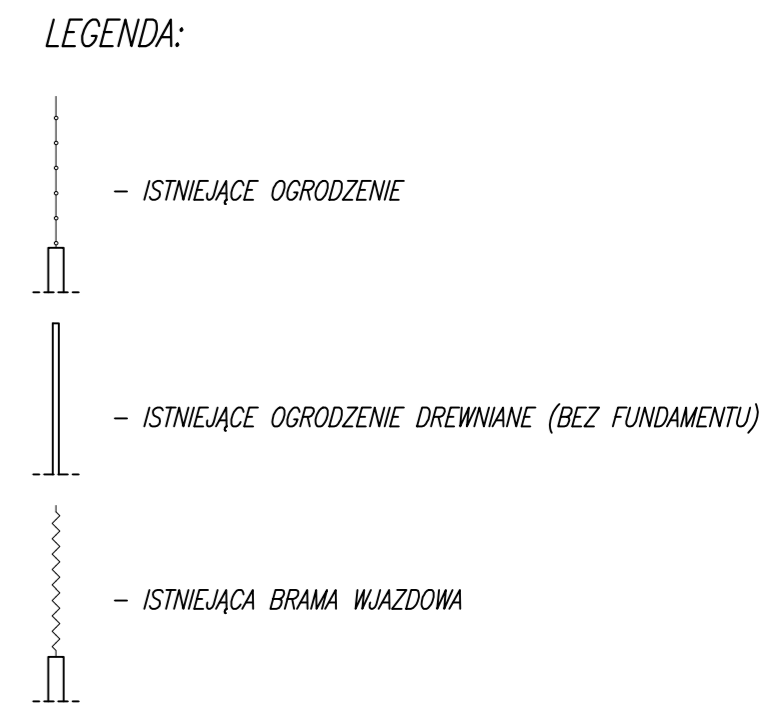 LEGENDA:
– ISTNIEJĄCE OGRODZENIE
– ISTNIEJĄCE OGRODZENIE DREWNIANE (BEZ FUNDAMENTU)
– ISTNIEJĄCA BRAMA WJAZDOWA